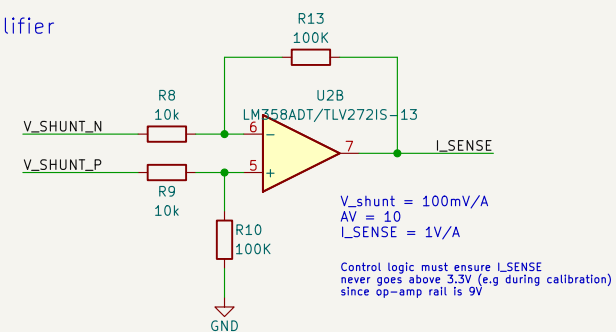 lifier
R13
100K
R8
10k
U2B
LM358ADT/TLV272IS-13
V_SHUNT_N
6
−
7
I_SENSE
V_SHUNT_P
5
+
R9
10k
R10
100K
GND
V_shunt = 100mV/A
AV = 10
I_SENSE = 1V/A
Control logic must ensure I_SENSE
never goes above 3.3V (e.g during calibration)
since op-amp rail is 9V